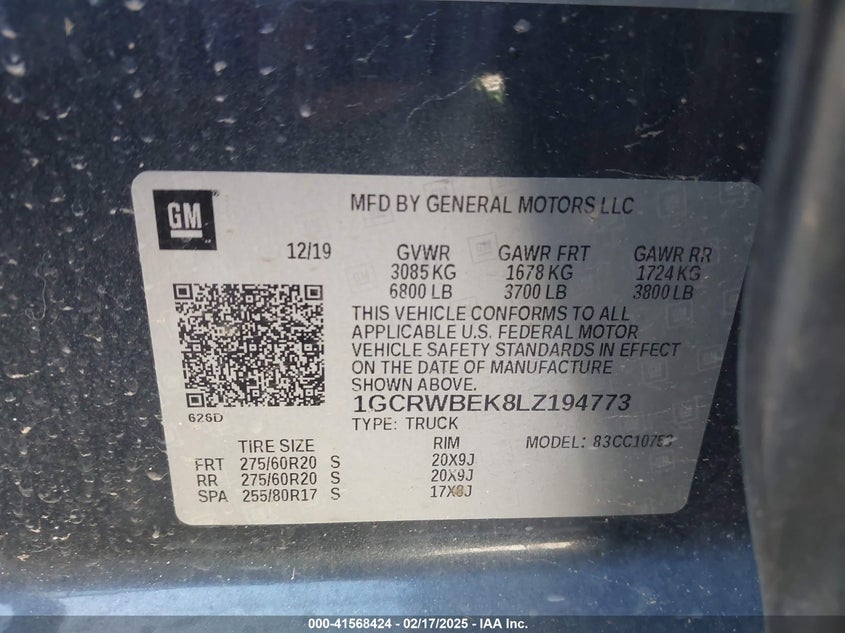 GM
MFD BY GENERAL MOTORS LLC
12/19 GVWR GAWR FRT GAWR RR
3085 KG 1678 KG 1724 KG
6800 LB 3700 LB 3800 LB
THIS VEHICLE CONFORMS TO ALL
APPLICABLE U.S. FEDERAL MOTOR
VEHICLE SAFETY STANDARDS IN EFFECT
ON THE DATE OF MANUFACTURE
SHOWN ABOVE.
1GCRWBEK8LZ194773
626D
TYPE: TRUCK
TIRE SIZE RIM MODEL: 83CC10753
FRT 275/60R20 S 20X9J
RR 275/60R20 S 20X9J
SPA 255/80R17 S 17X8J
000-41568424 - 02/17/2025 - IAA Inc.